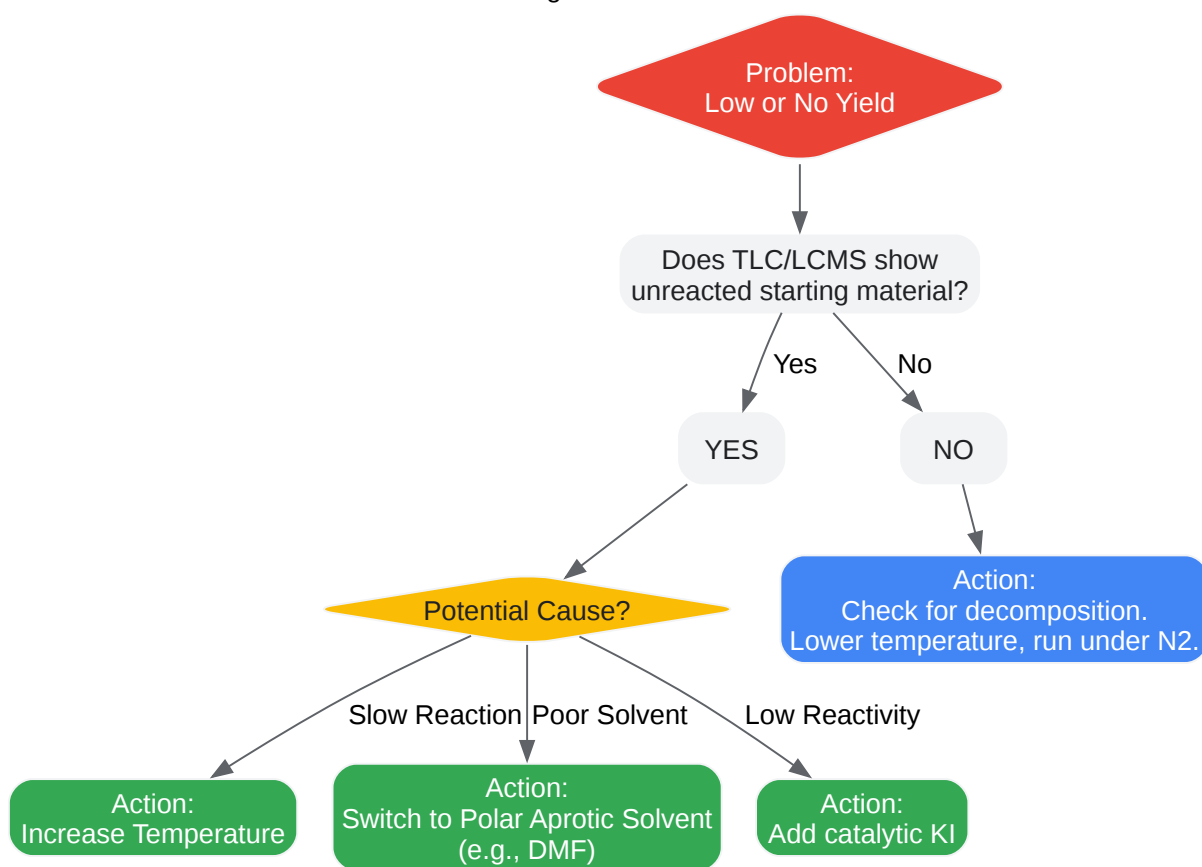 Problem:
Low or No Yield
Does TLC/LCMS show
unreacted starting material?
Yes
No
YES
NO
Action:
Check for decomposition.
Lower temperature, run under N2.
Potential Cause?
Slow Reaction
Poor Solvent
Low Reactivity
Action:
Increase Temperature
Action:
Switch to Polar Aprotic Solvent
(e.g., DMF)
Action:
Add catalytic KI